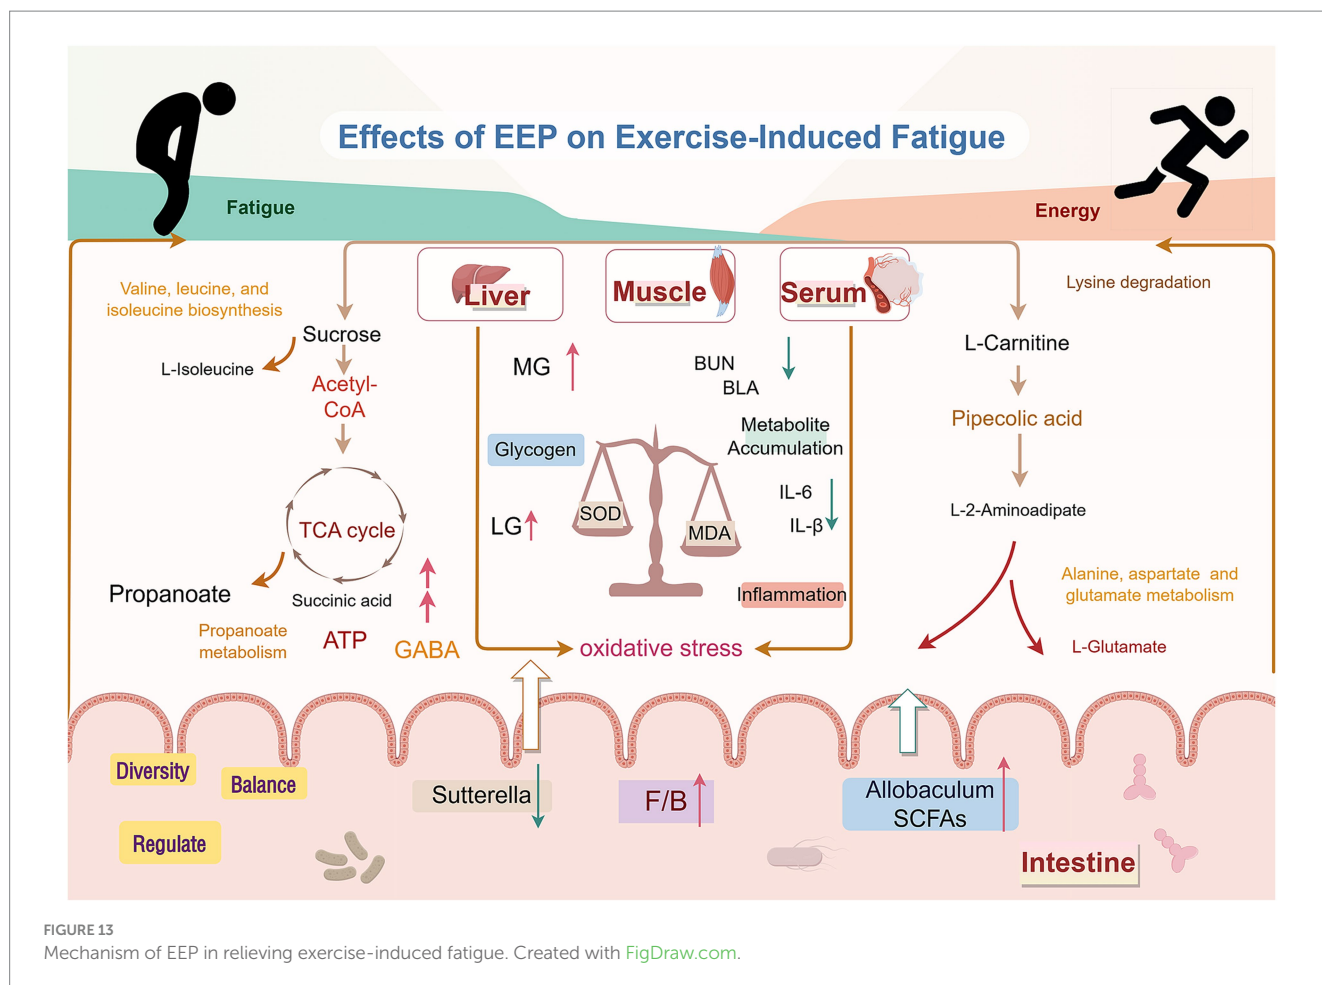 Effects of EEP on Exercise-Induced Fatigue
Fatigue
Energy
Valine, leucine, and
isoleucine biosynthesis
Sucrose
L-Isoleucine
Acetyl-
CoA
TCA cycle
Propanoate
Succinic acid
Propanoate
metabolism
ATP
GABA
Liver
Muscle
Serum
MG
BUN
BLA
Glycogen
Metabolite
Accumulation
LG
SOD
MDA
IL-6
IL-β
Inflammation
oxidative stress
Lysine degradation
L-Carnitine
Pipecolic acid
L-2-Aminoadipate
Alanine, aspartate and
glutamate metabolism
L-Glutamate
Diversity
Balance
Regulate
Sutterella
F/B
Allobaculum
SCFAs
Intestine
FIGURE 13
Mechanism of EEP in relieving exercise-induced fatigue. Created with FigDraw.com.